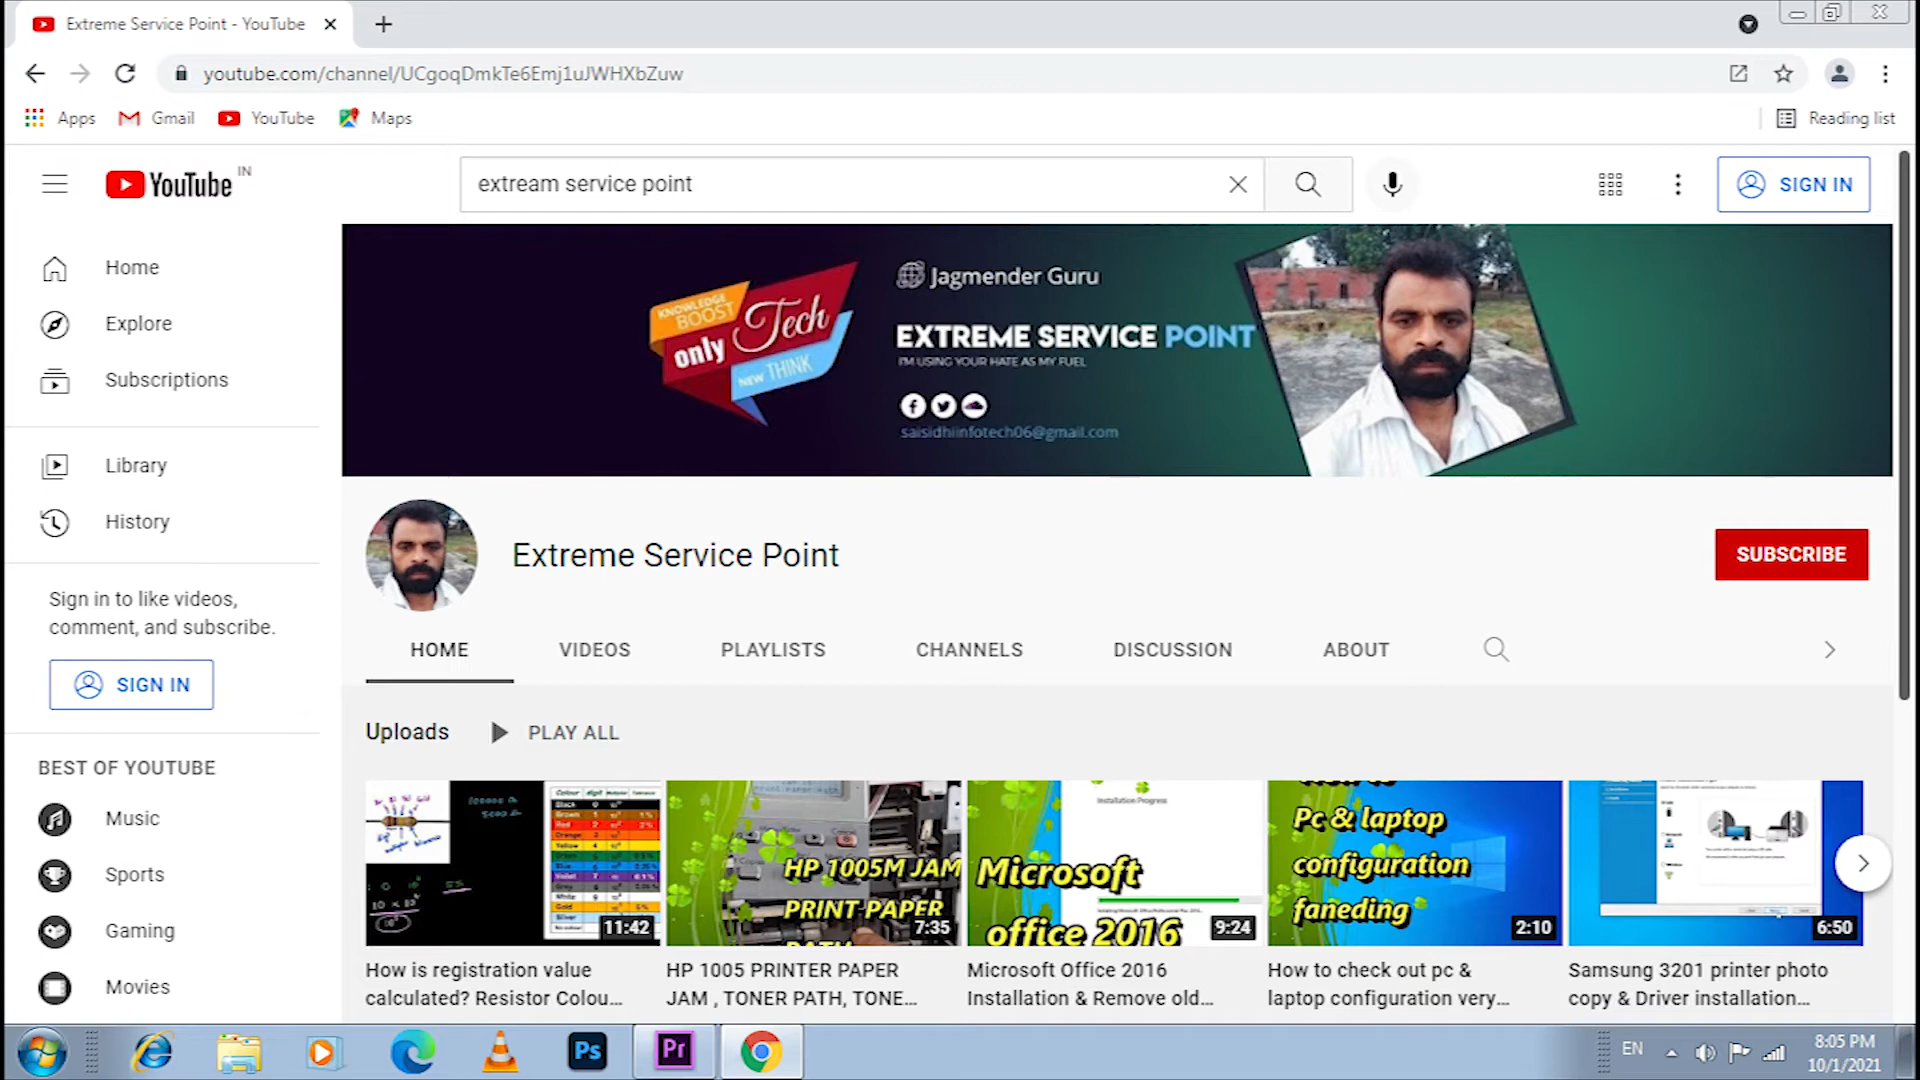 Extreme Service Point - YouTube
youtube.com/channel/UCgoqDmkTe6Emj1uJWHXbZuw
Apps Gmail YouTube Maps Reading list
YouTube IN
extream service point
SIGN IN
Home
Explore
Subscriptions
Library
History
Sign in to like videos,
comment, and subscribe.
SIGN IN
BEST OF YOUTUBE
Music
Sports
Gaming
Movies
KNOWLEDGE
BOOST
only Tech
NEW THINK
Jagmender Guru
EXTREME SERVICE POINT
I'M USING YOUR HATE AS MY FUEL
saisidhiinfotech06@gmail.com
Extreme Service Point
SUBSCRIBE
HOME VIDEOS PLAYLISTS CHANNELS DISCUSSION ABOUT
Uploads PLAY ALL
11:42
How is registration value
calculated? Resistor Colou...
HP 1005M JAM
PRINT PAPER
7:35
HP 1005 PRINTER PAPER
JAM , TONER PATH, TONE...
Installation Progress
Microsoft
office 2016
9:24
Microsoft Office 2016
Installation & Remove old...
Pc & laptop
configuration
faneding
2:10
How to check out pc &
laptop configuration very...
6:50
Samsung 3201 printer photo
copy & Driver installation...
Ps Pr
EN
8:05 PM
10/1/2021